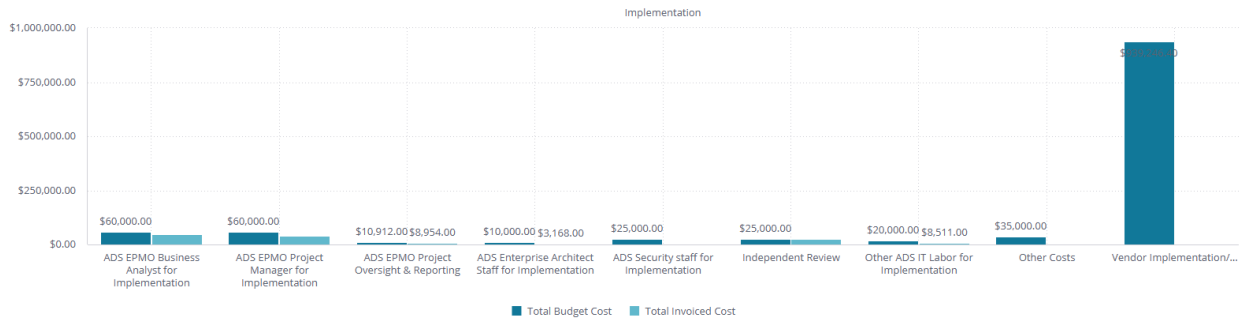 Implementation
$1,000,000.00
$750,000.00
$500,000.00
$250,000.00
$0.00
$60,000.00
$60,000.00
$10,912.00 $8,954.00
$10,000.00 $3,168.00
$25,000.00
$25,000.00
$20,000.00 $8,511.00
$35,000.00
ADS EPMO Business
Analyst for
Implementation
ADS EPMO Project
Manager for
Implementation
ADS EPMO Project
Oversight & Reporting
ADS Enterprise Architect
Staff for Implementation
ADS Security staff for
Implementation
Independent Review
Other ADS IT Labor for
Implementation
Other Costs
Vendor Implementation/...
Total Budget Cost
Total Invoiced Cost